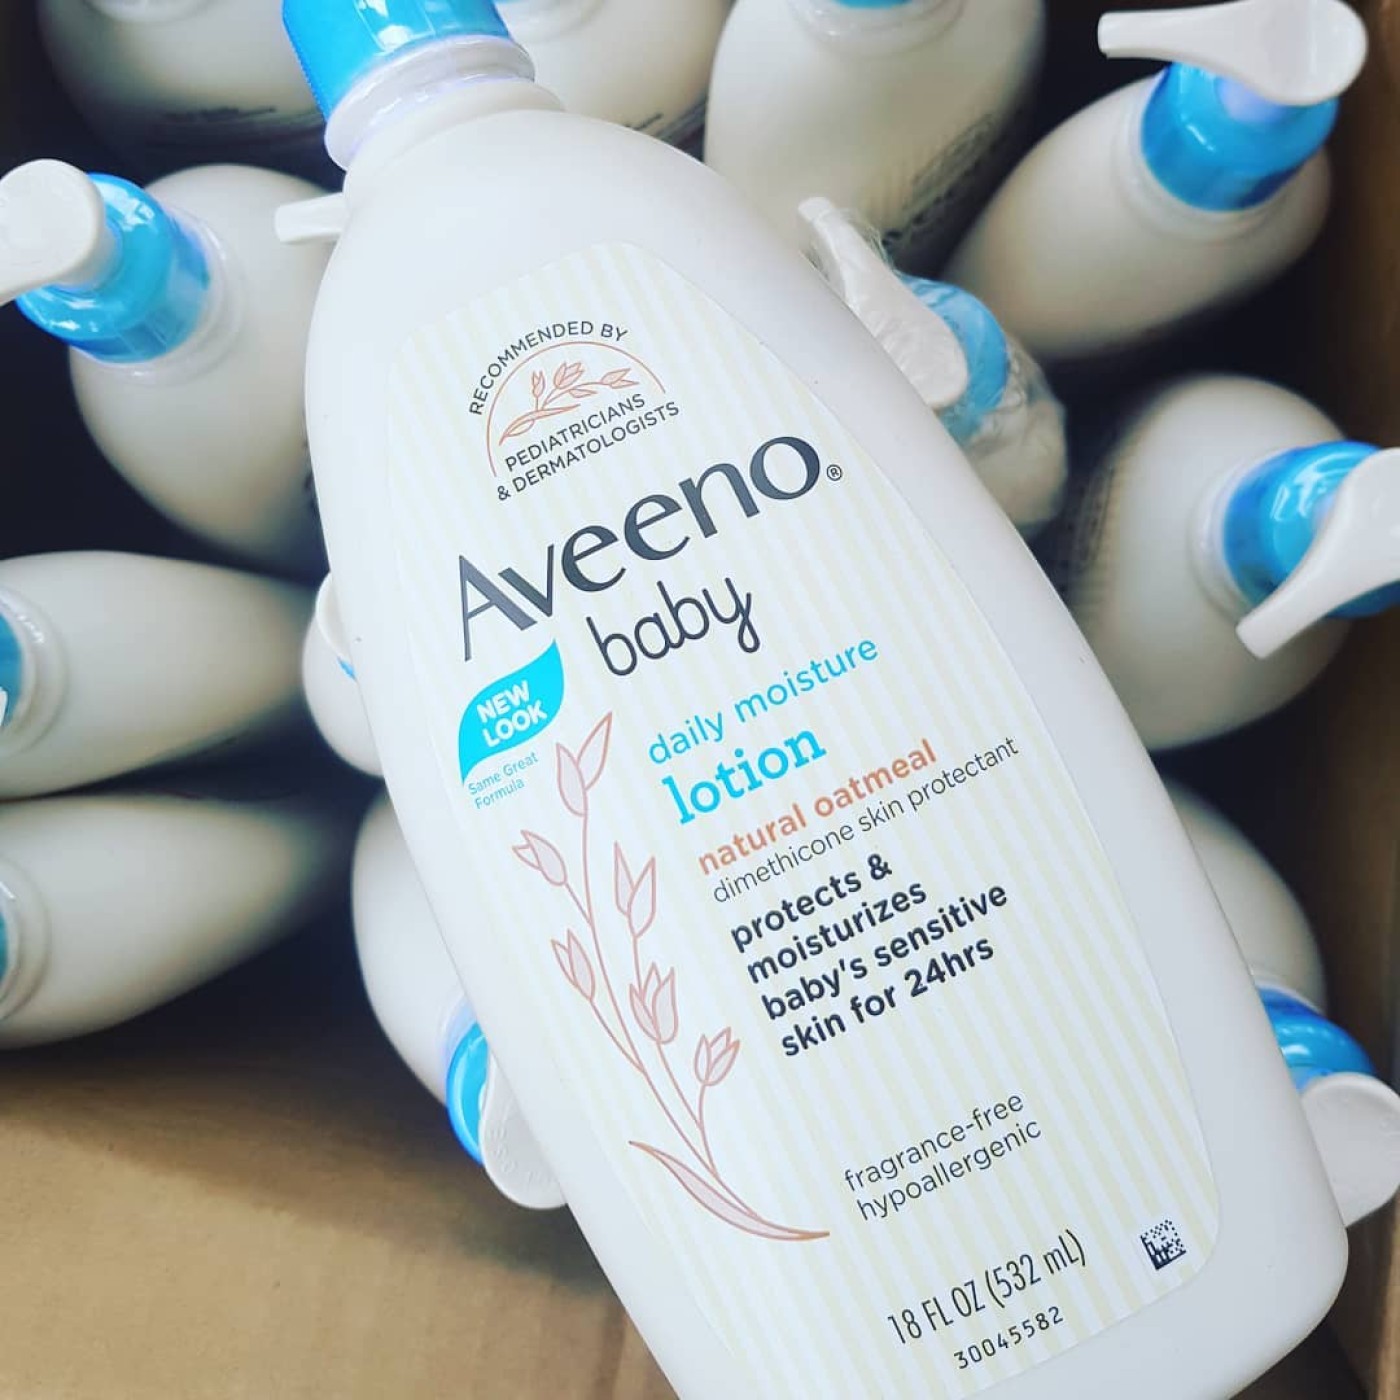 RECOMMENDED BY
PEDIATRICIANS
& DERMATOLOGISTS
Aveeno®
baby
NEW
LOOK
Same Great
Formula
daily moisture
lotion
natural oatmeal
dimethicone skin protectant
protects &
moisturizes
baby's sensitive
skin for 24hrs
fragrance-free
hypoallergenic
18 FL OZ (532 mL)
30045582